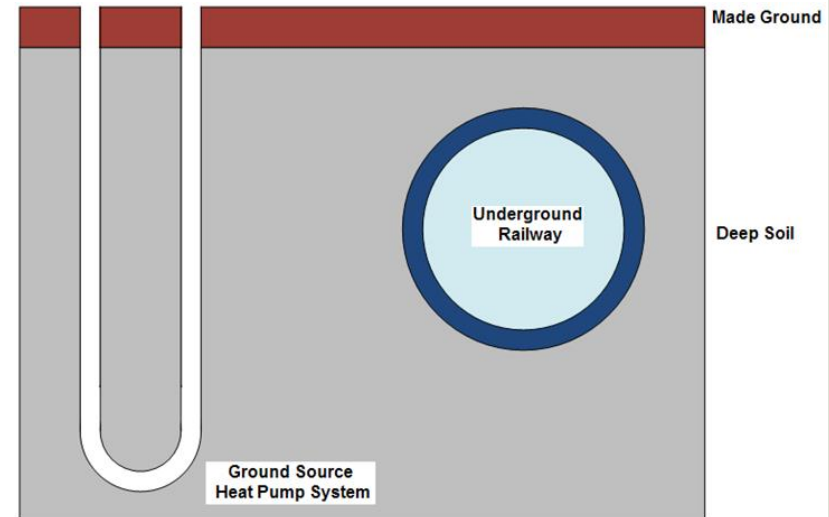 Made Ground
Underground
Railway
Deep Soil
Ground Source
Heat Pump System